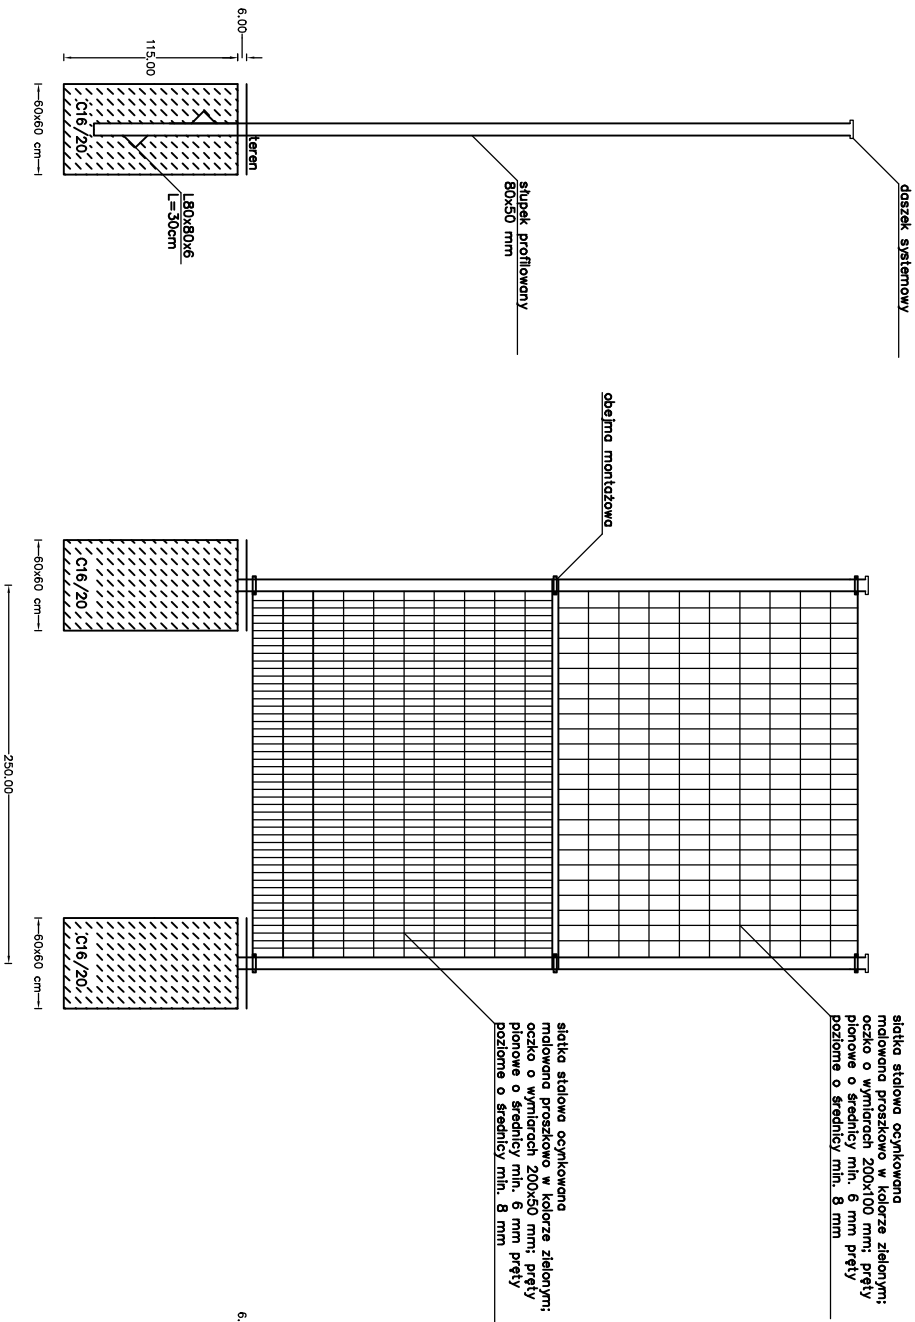 daszek systemowy
słupek profilowany
80x50 mm
teren
6.00
115.00
C16/20
60x60 cm
L80x80x6
L=30cm
obejma montażowa
siatka stalowa ocynkowana
malowana proszkowo w kolorze zielonym;
oczko o wymiarach 200x100 mm; pręty
pionowe o średnicy min. 6 mm pręty
poziome o średnicy min. 8 mm
siatka stalowa ocynkowana
malowana proszkowo w kolorze zielonym;
oczko o wymiarach 200x50 mm; pręty
pionowe o średnicy min. 6 mm pręty
poziome o średnicy min. 8 mm
C16/20
60x60 cm
250.00
C16/20
60x60 cm
6.